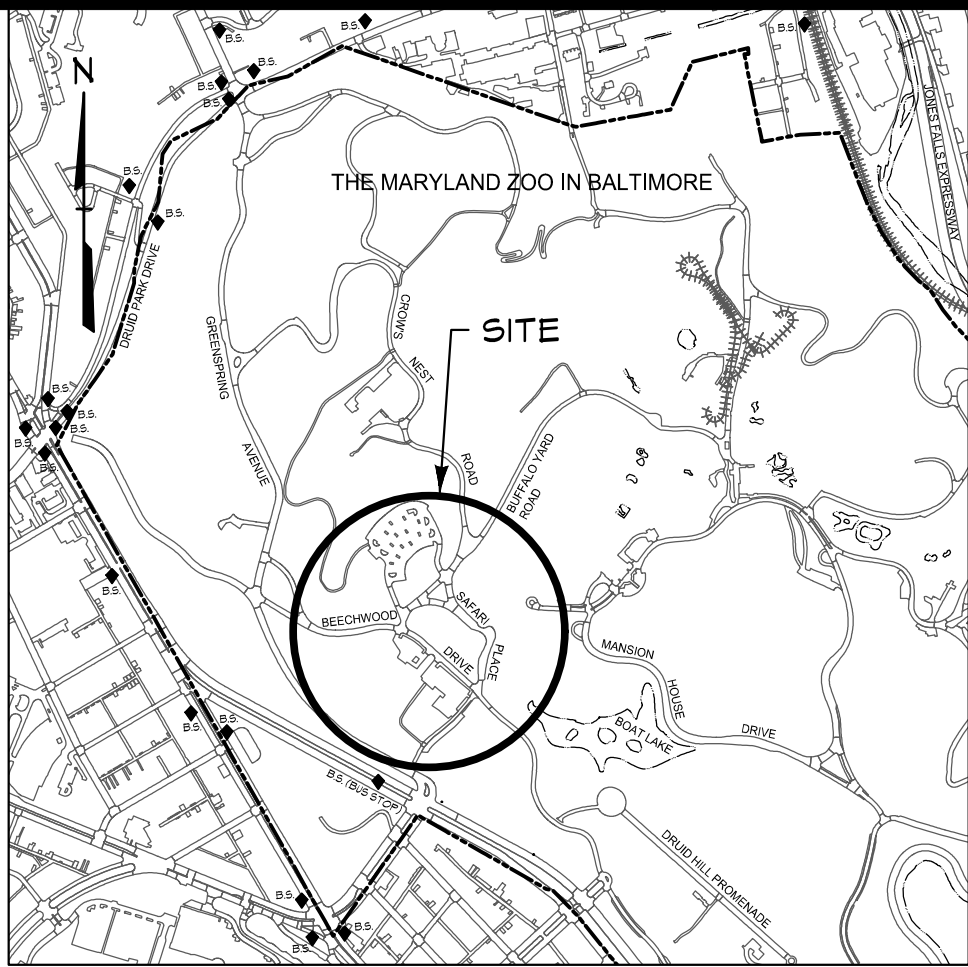 B.S.
B.S.
B.S.
N
B.S.
B.S.
B.S.
JONES FALLS EXPRESSWAY
B.S.
THE MARYLAND ZOO IN BALTIMORE
B.S.
DRUID PARK DRIVE
CROW'S
GREENSPRING
SITE
NEST
B.S.
B.S.
B.S.
B.S.
B.S.
AVENUE
ROAD
BUFFALO YARD
ROAD
B.S.
BEECHWOOD
SAFARI
DRIVE
PLACE
MANSION
HOUSE
B.S.
B.S.
BOAT LAKE
DRIVE
B.S. (BUS STOP)
DRUID HILL PROMENADE
B.S.
B.S.
B.S.